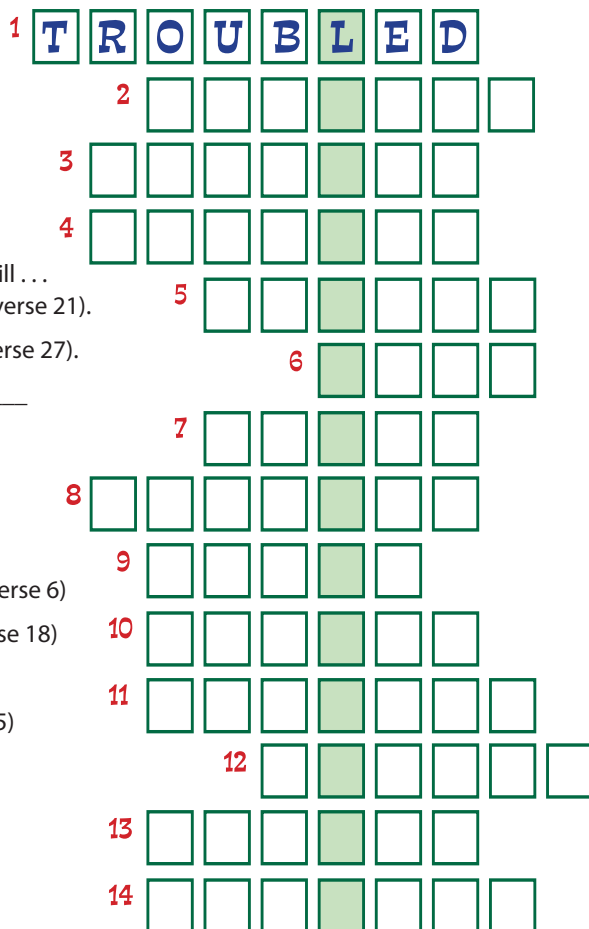 1 TROUBLED
2
3
4
ill . . .
verse 21).
5
erse 27).
6
7
8
9
erse 6)
se 18)
10
11
5)
12
13
14